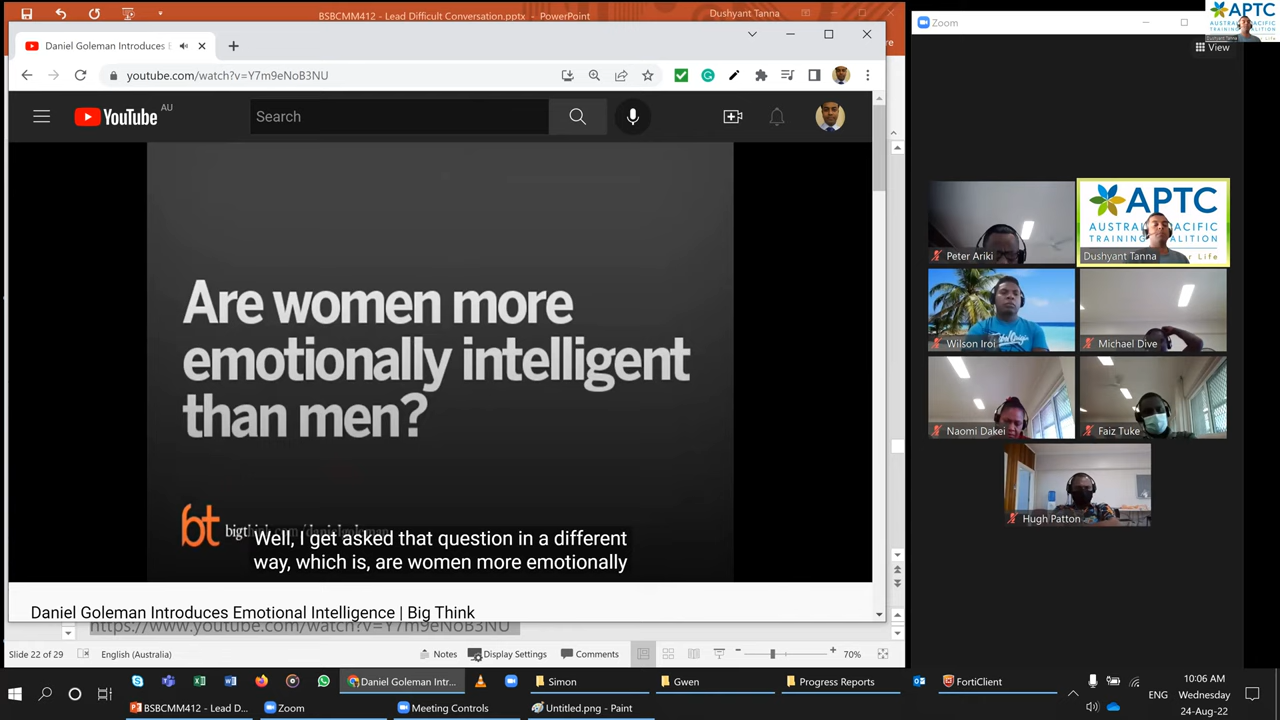 BSBCMM412 - Lead Difficult Conversation.pptx - PowerPoint
Dushyant Tanna
Daniel Goleman Introduces E
youtube.com/watch?v=Y7m9eNoB3NU
YouTube AU
Search
Are women more
emotionally intelligent
than men?
bt
Well, I get asked that question in a different
way, which is, are women more emotionally
Daniel Goleman Introduces Emotional Intelligence | Big Think
https://www.youtube.com/watch?v=Y7m9eNoB3NU
Slide 22 of 29
English (Australia)
Notes
Display Settings
Comments
70%
Zoom
APTC
View
Peter Ariki
APTC
TRAINING
Dushyant Tanna
Wilson Iroi
Michael Dive
Naomi Dakei
Faiz Tuke
Hugh Patton
Daniel Goleman Intr...
Simon
Gwen
Progress Reports
FortiClient
BSBCMM412 - Lead D...
Zoom
Meeting Controls
Untitled.png - Paint
ENG
10:06 AM
Wednesday
24-Aug-22